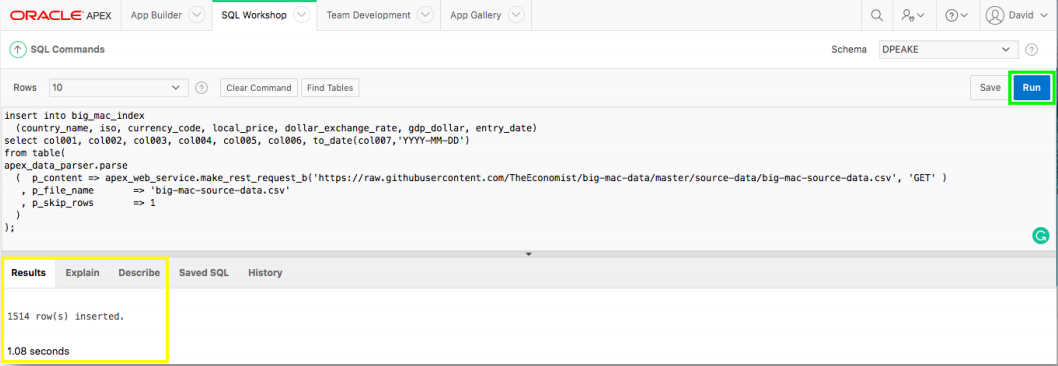 ORACLE APEX App Builder SQL Workshop Team Development App Gallery David
SQL Commands Schema DPEAKE
Rows 10 Clear Command Find Tables Save Run
insert into big_mac_index
(country_name, iso, currency_code, local_price, dollar_exchange_rate, gdp_dollar, entry_date)
select col001, col002, col003, col004, col005, col006, to_date(col007,'YYYY-MM-DD')
from table(
apex_data_parser.parse
( p_content => apex_web_service.make_rest_request_b('https://raw.githubusercontent.com/TheEconomist/big-mac-data/master/source-data/big-mac-source-data.csv', 'GET' )
, p_file_name => 'big-mac-source-data.csv'
, p_skip_rows => 1
)
);
Results Explain Describe Saved SQL History
1514 row(s) inserted.
1.08 seconds